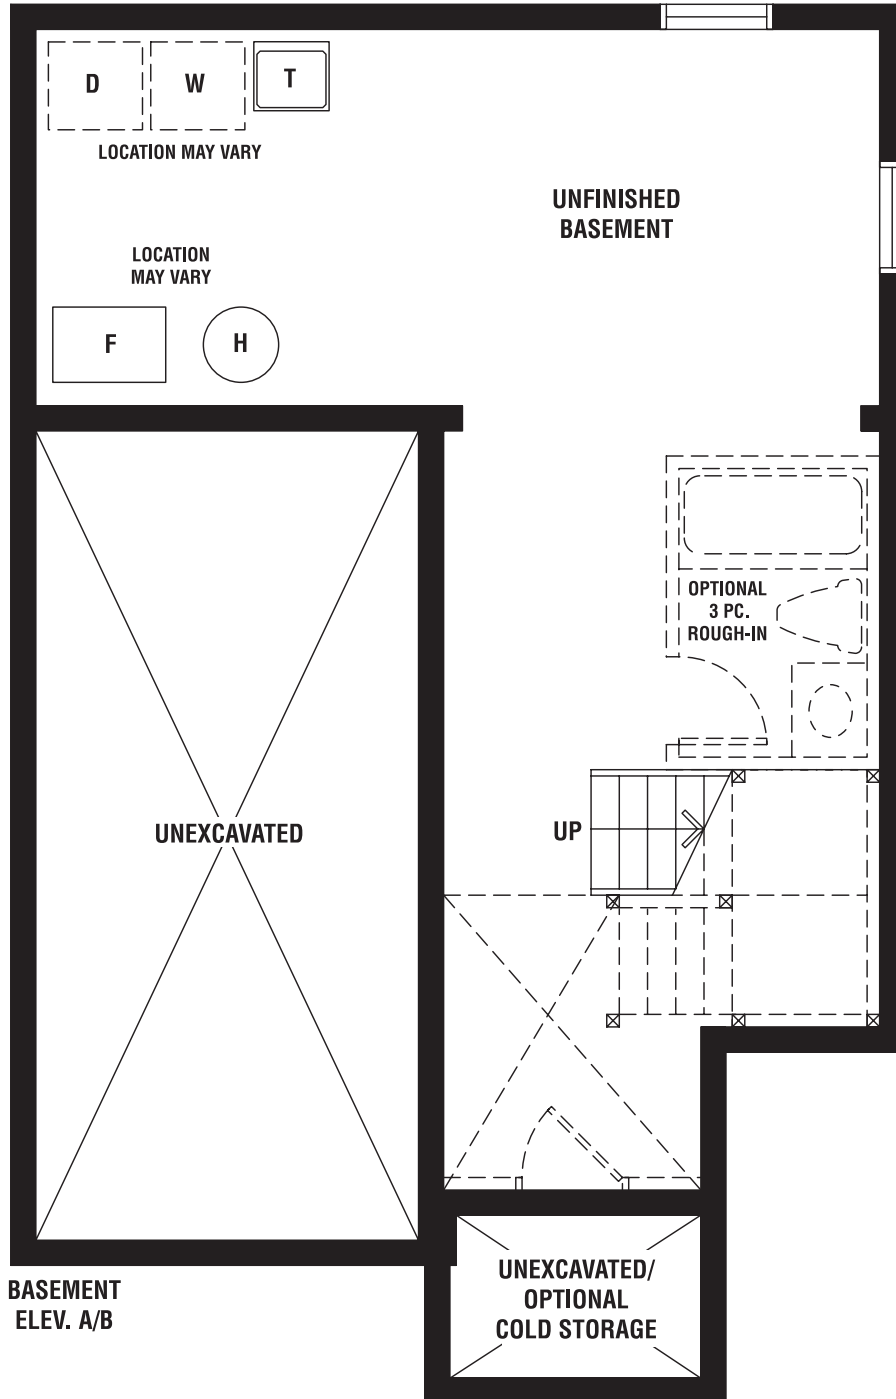 D
W
T
LOCATION MAY VARY
UNFINISHED
BASEMENT
LOCATION
MAY VARY
F
H
OPTIONAL
3 PC.
ROUGH-IN
UP
UNEXCAVATED
UNEXCAVATED/
OPTIONAL
COLD STORAGE
BASEMENT
ELEV. A/B